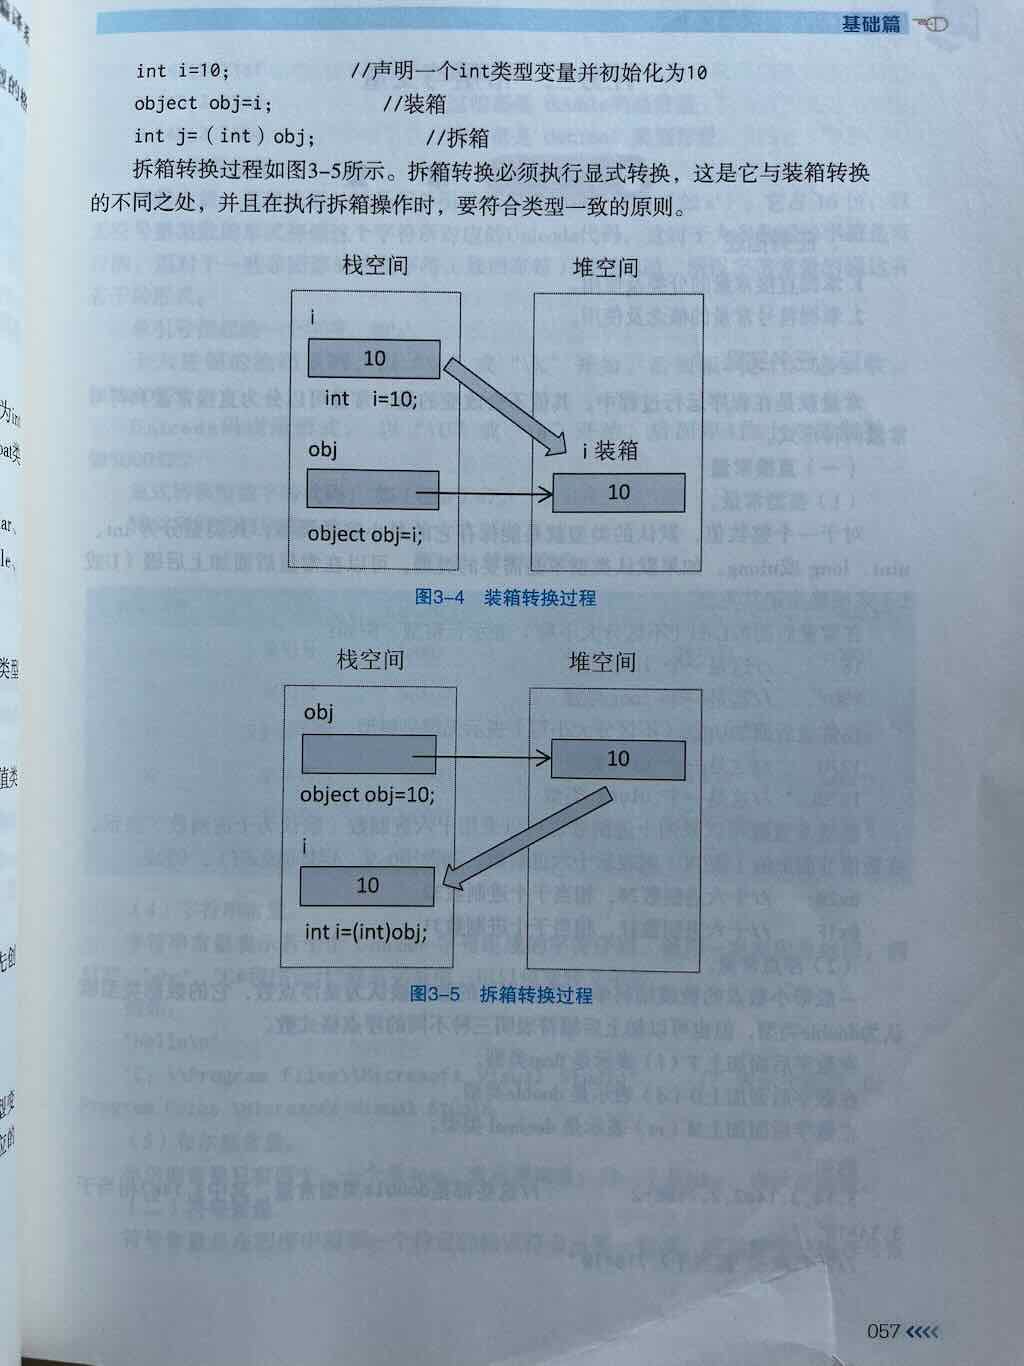 基础篇
int i=10; //声明一个int类型变量并初始化为10
object obj=i; //装箱
int j=(int)obj; //拆箱
拆箱转换过程如图3-5所示。拆箱转换必须执行显式转换，这是它与装箱转换
的不同之处，并且在执行拆箱操作时，要符合类型一致的原则。
栈空间 堆空间
i
10
int i=10;
obj i 装箱
10
object obj=i;
图3-4 装箱转换过程
栈空间 堆空间
obj
10
object obj=10;
i
10
int i=(int)obj;
图3-5 拆箱转换过程
057